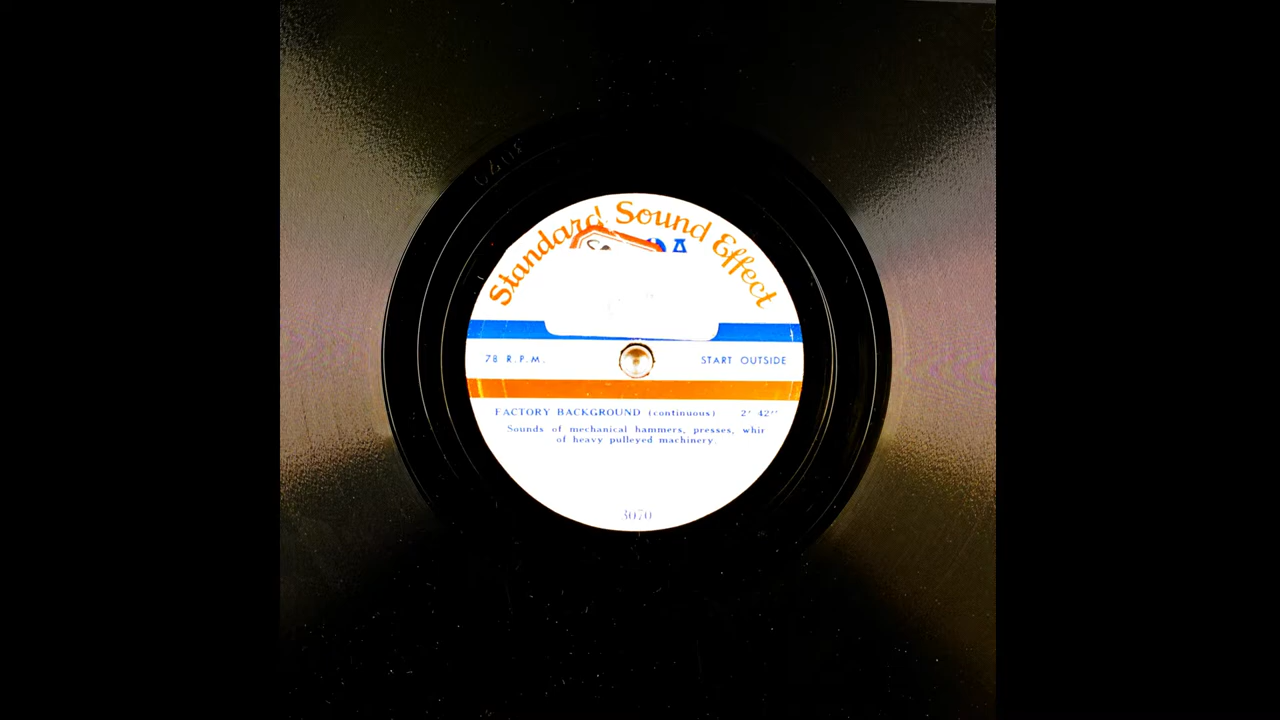 Standard Sound Effect
78 R.P.M. START OUTSIDE
FACTORY BACKGROUND (continuous) 2' 42"
Sounds of mechanical hammers, presses, whir
of heavy pulleyed machinery.
3070